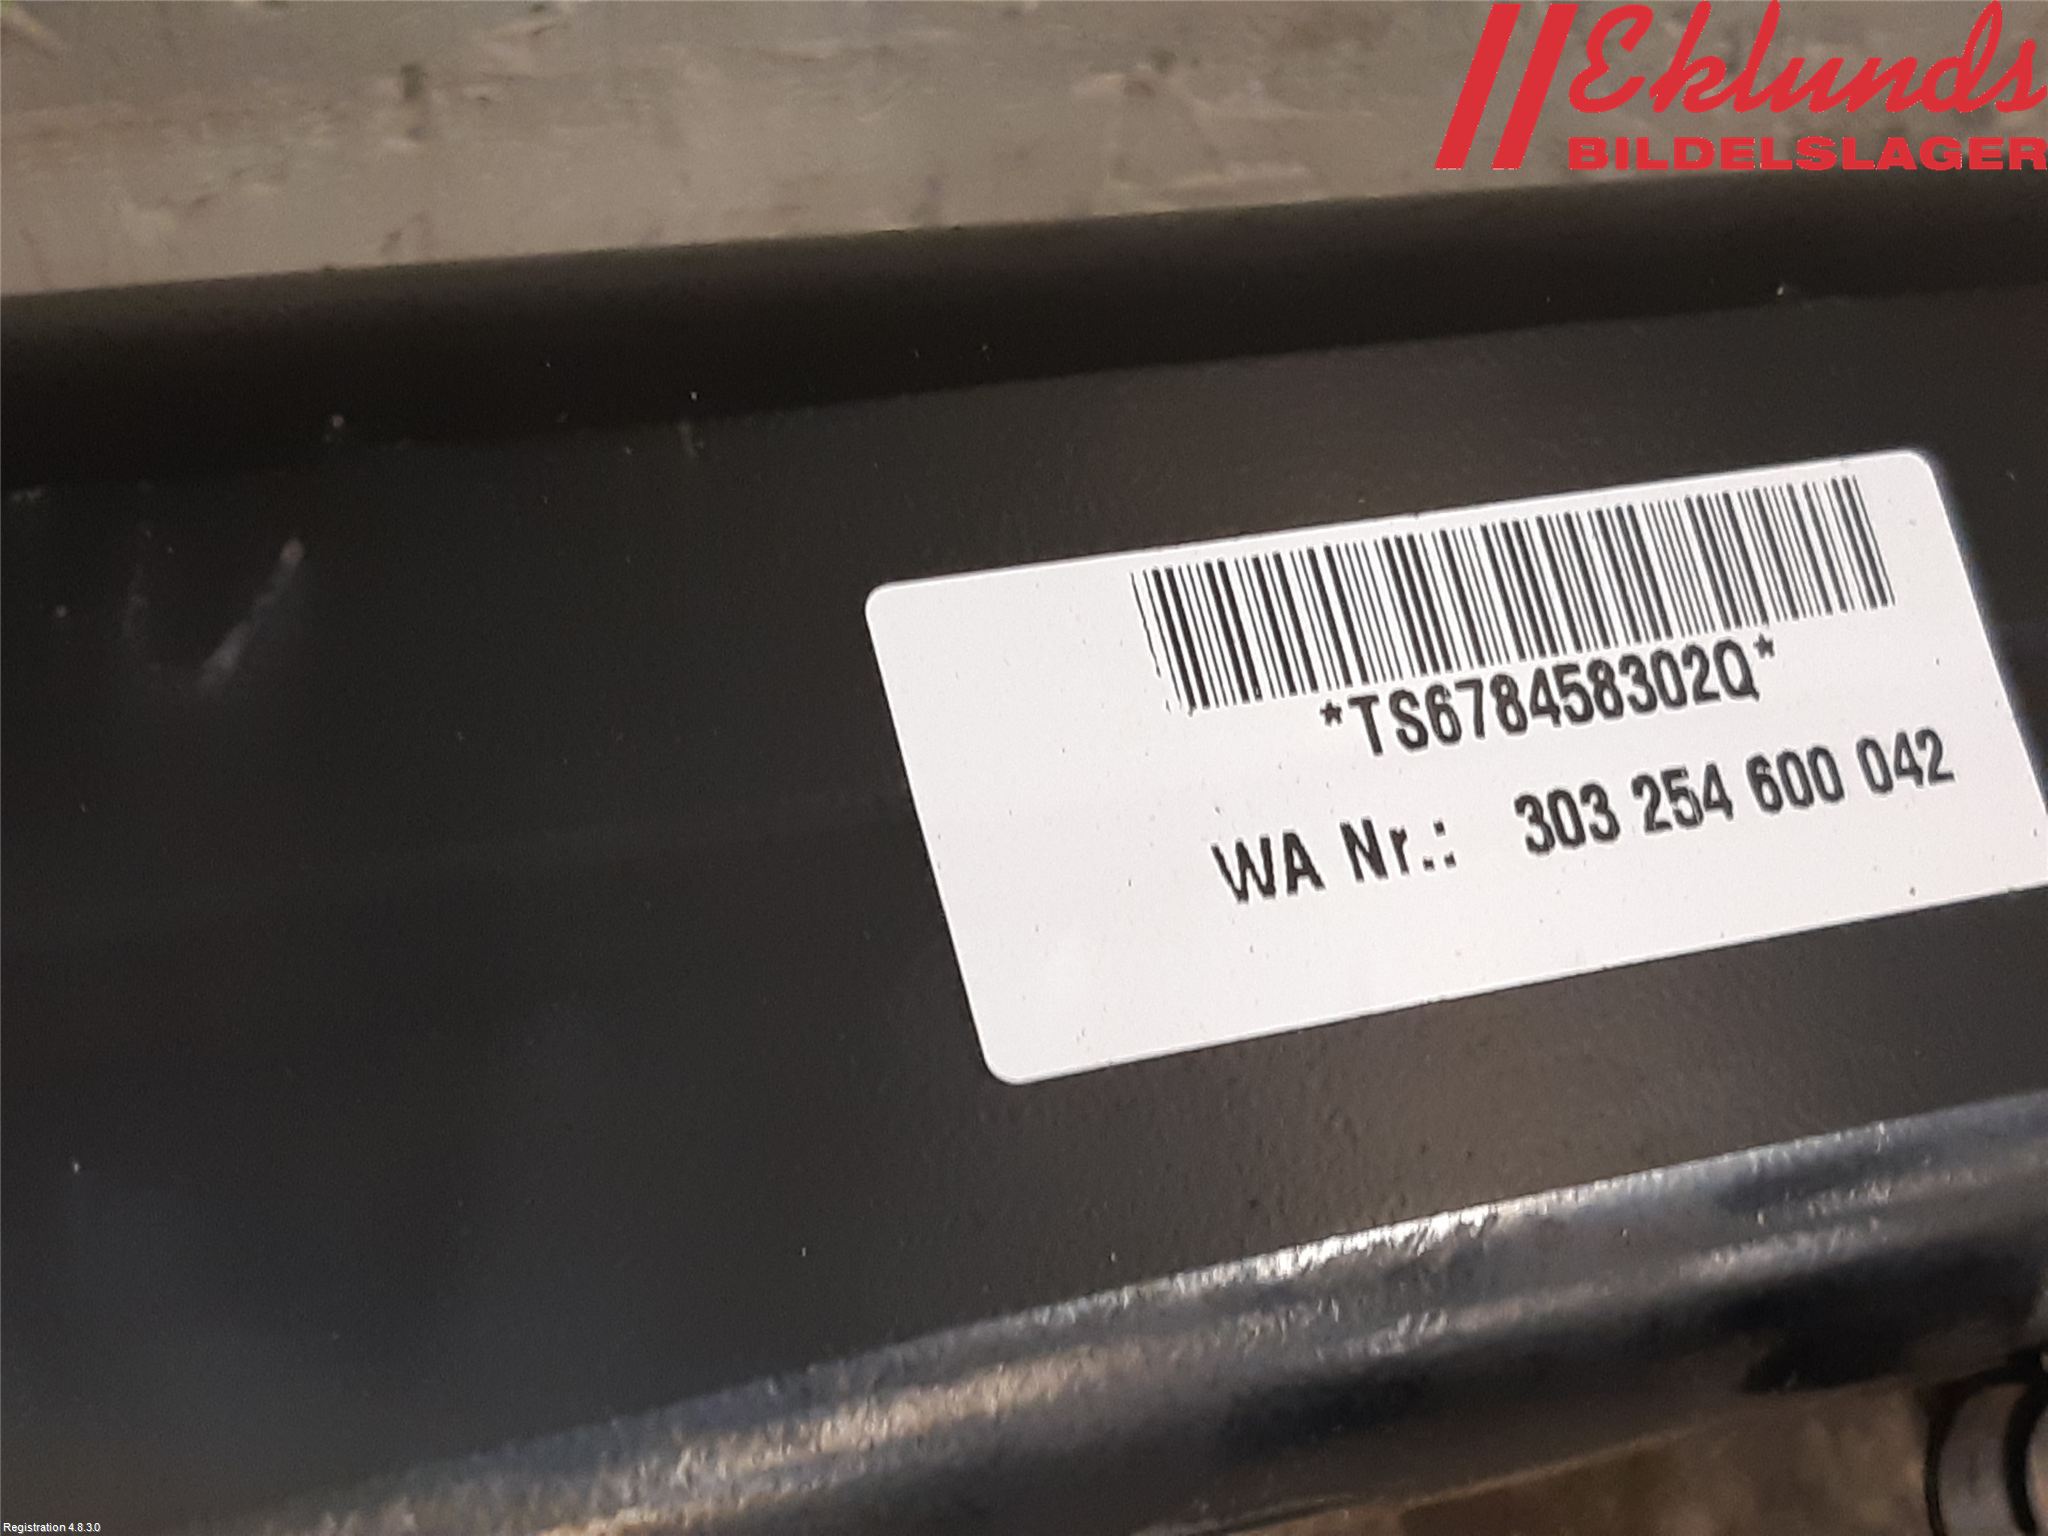 Eklunds
BILDELSLAGER
*TS678458302Q*
WA Nr.: 303 254 600 042
Registration 4.8.3.0